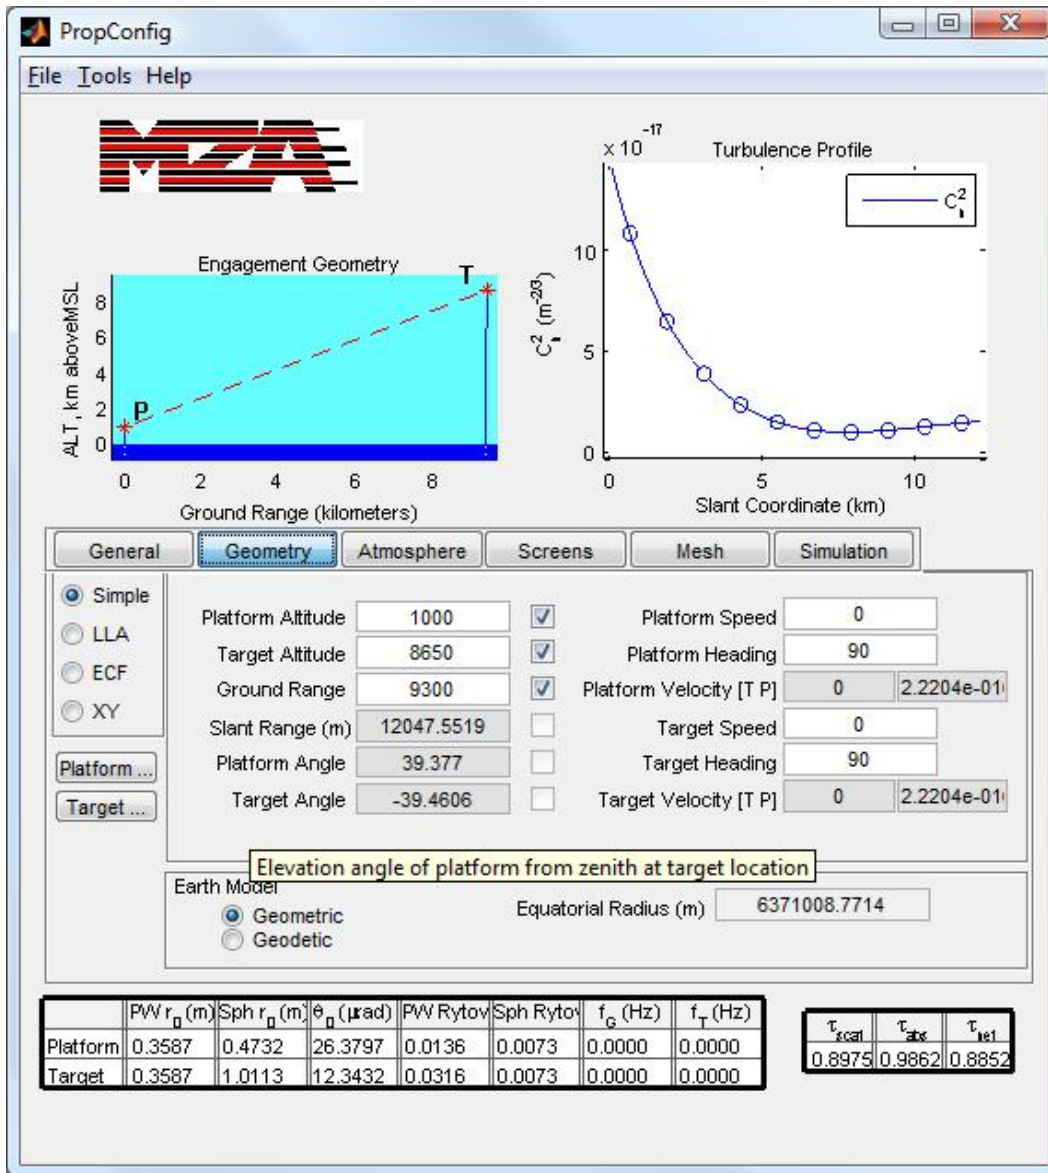 PropConfig
File Tools Help
MZA
× 10 -17
Turbulence Profile
C²ₙ
10
5
0
C²ₙ (m-2/3)
0 5 10
Slant Coordinate (km)
Engagement Geometry
T
P
8
6
4
2
0
ALT, km aboveMSL
0 2 4 6 8
Ground Range (kilometers)
General Geometry Atmosphere Screens Mesh Simulation
Simple
LLA
ECF
XY
Platform ...
Target ...
Platform Altitude 1000
Target Altitude 8650
Ground Range 9300
Slant Range (m) 12047.5519
Platform Angle 39.377
Target Angle -39.4606
Platform Speed 0
Platform Heading 90
Platform Velocity [T P] 0 2.2204e-01
Target Speed 0
Target Heading 90
Target Velocity [T P] 0 2.2204e-01
Elevation angle of platform from zenith at target location
Earth Model
Geometric
Geodetic
Equatorial Radius (m) 6371008.7714
PW r₀ (m) Sph r₀ (m) θ₀ (μrad) PW Rytov Sph Rytov f_G (Hz) f_T (Hz)
Platform 0.3587 0.4732 26.3797 0.0136 0.0073 0.0000 0.0000
Target 0.3587 1.0113 12.3432 0.0316 0.0073 0.0000 0.0000
τ τ τ
0.8975 0.9862 0.8852